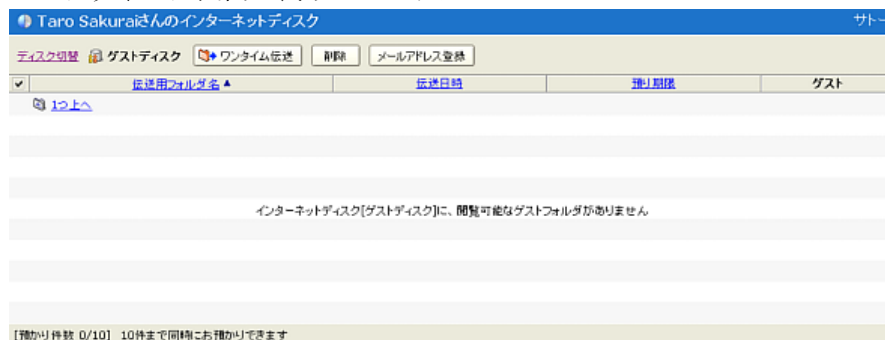 Taro Sakuraiさんのインターネットディスク サトー
ディスク切替 ゲストディスク ワンタイム伝送 削除 メールアドレス登録
伝送用フォルダ名▲ 伝送日時 預り期限 ゲスト
1つ上へ
インターネットディスク[ゲストディスク]に、閲覧可能なゲストフォルダがありません
[預かり件数 0/10] 10件まで同時にお預かりできます